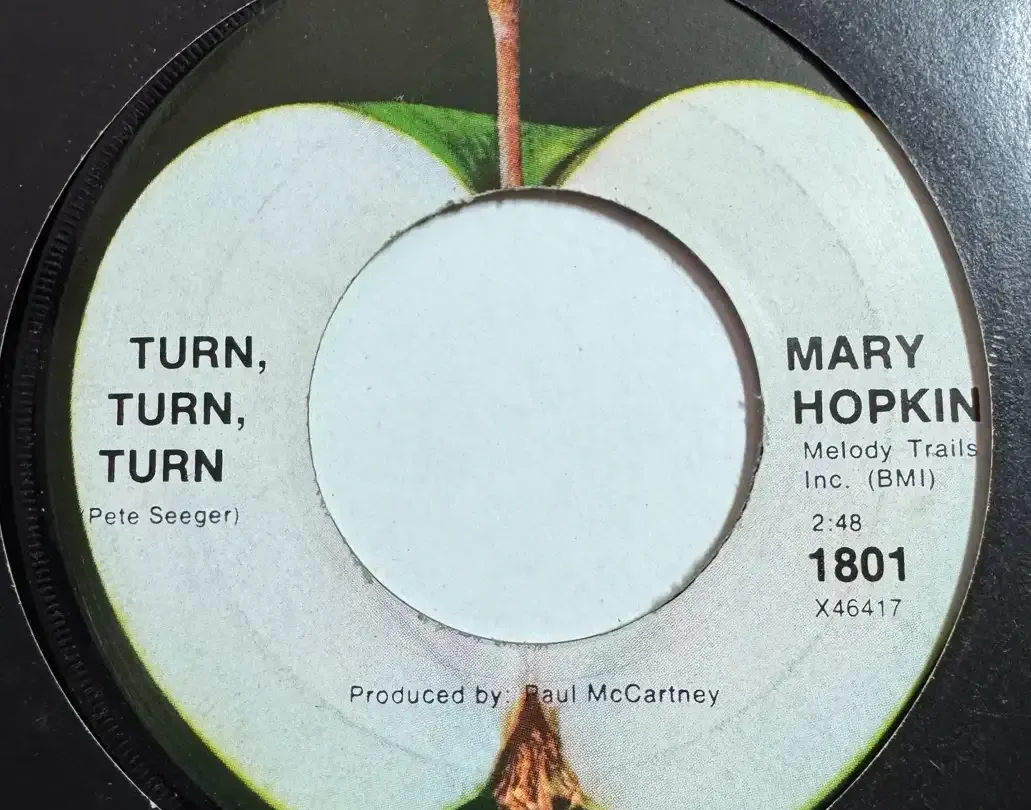 TURN,
TURN,
TURN
(Pete Seeger)
MARY
HOPKIN
Melody Trails
Inc. (BMI)
2:48
1801
X46417
Produced by: Paul McCartney